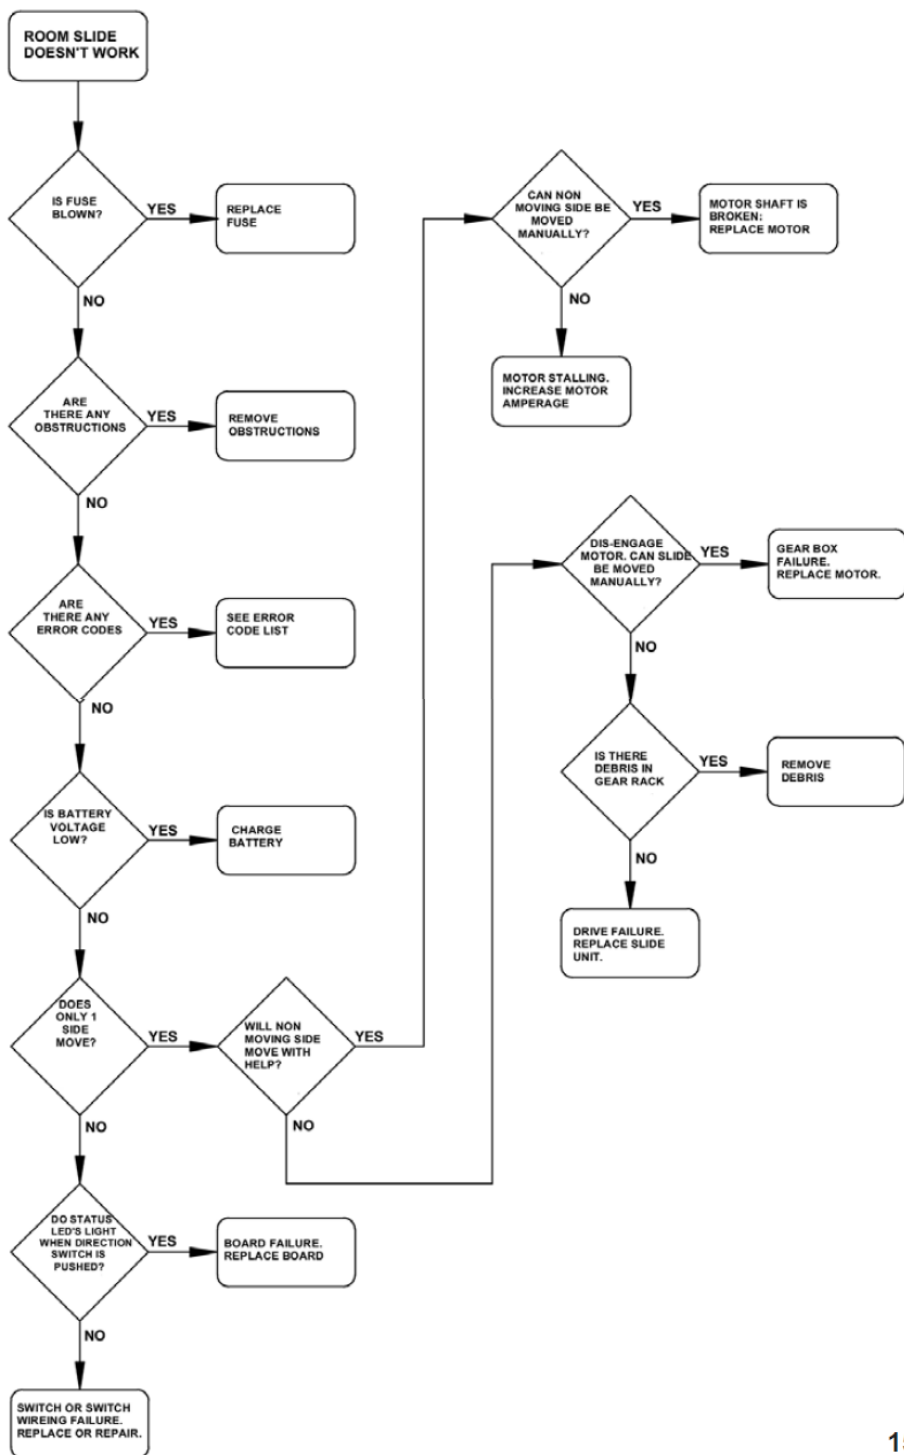 ROOM SLIDE
DOESN'T WORK
IS FUSE
BLOWN?
YES
REPLACE
FUSE
NO
ARE
THERE ANY
OBSTRUCTIONS
YES
REMOVE
OBSTRUCTIONS
NO
ARE
THERE ANY
ERROR CODES
YES
SEE ERROR
CODE LIST
NO
IS BATTERY
VOLTAGE
LOW?
YES
CHARGE
BATTERY
NO
DOES
ONLY 1
SIDE
MOVE?
YES
WILL NON
MOVING SIDE
MOVE WITH
HELP?
YES
NO
NO
DO STATUS
LED'S LIGHT
WHEN DIRECTION
SWITCH IS
PUSHED?
YES
BOARD FAILURE.
REPLACE BOARD
NO
SWITCH OR SWITCH
WIREING FAILURE.
REPLACE OR REPAIR.
CAN NON
MOVING SIDE BE
MOVED
MANUALLY?
YES
MOTOR SHAFT IS
BROKEN:
REPLACE MOTOR
NO
MOTOR STALLING.
INCREASE MOTOR
AMPERAGE
DIS-ENGAGE
MOTOR. CAN SLIDE
BE MOVED
MANUALLY?
YES
GEAR BOX
FAILURE.
REPLACE MOTOR.
NO
IS THERE
DEBRIS IN
GEAR RACK
YES
REMOVE
DEBRIS
NO
DRIVE FAILURE.
REPLACE SLIDE
UNIT.